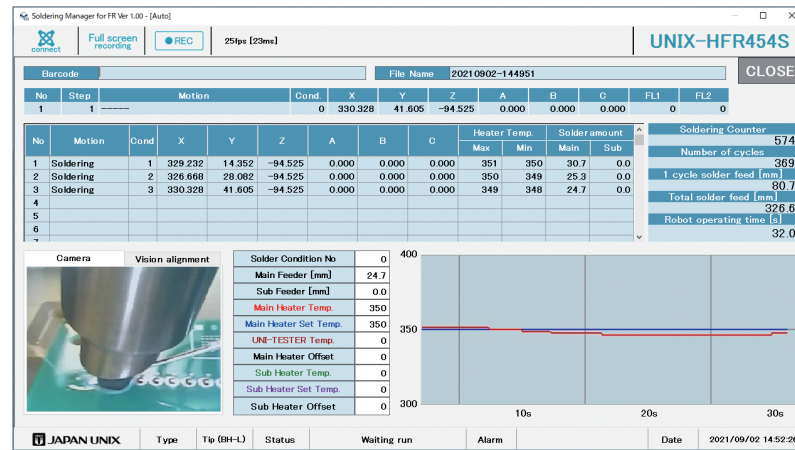 Soldering Manager for FR Ver 1.00 - [Auto]
connect Full screen recording REC 25fps [23ms] UNIX-HFR454S
Barcode File Name 20210902-144951 CLOSE
No Step Motion Cond. X Y Z A B C FL1 FL2
1 1 ----- 0 330.328 41.605 -94.525 0.000 0.000 0.000 0 0
No Motion Cond X Y Z A B C Heater Temp. Solder amount
Max Min Main Sub
1 Soldering 1 329.232 14.352 -94.525 0.000 0.000 0.000 351 350 30.7 0.0
2 Soldering 2 326.668 28.082 -94.525 0.000 0.000 0.000 350 349 25.3 0.0
3 Soldering 3 330.328 41.605 -94.525 0.000 0.000 0.000 349 348 24.7 0.0
4
5
6
Soldering Counter
574
Number of cycles
369
1 cycle solder feed [mm]
80.7
Total solder feed [mm]
326.6
Robot operating time [s]
32.0
Camera Vision alignment
Solder Condition No 0
Main Feeder [mm] 24.7
Sub Feeder [mm] 0.0
Main Heater Temp. 350
Main Heater Set Temp. 350
UNI-TESTER Temp. 0
Main Heater Offset 0
Sub Heater Temp. 0
Sub Heater Set Temp. 0
Sub Heater Offset 0
400
350
300
10s 20s 30s
JAPAN UNIX Type Tip (BH-L) Status Waiting run Alarm Date 2021/09/02 14:52:26